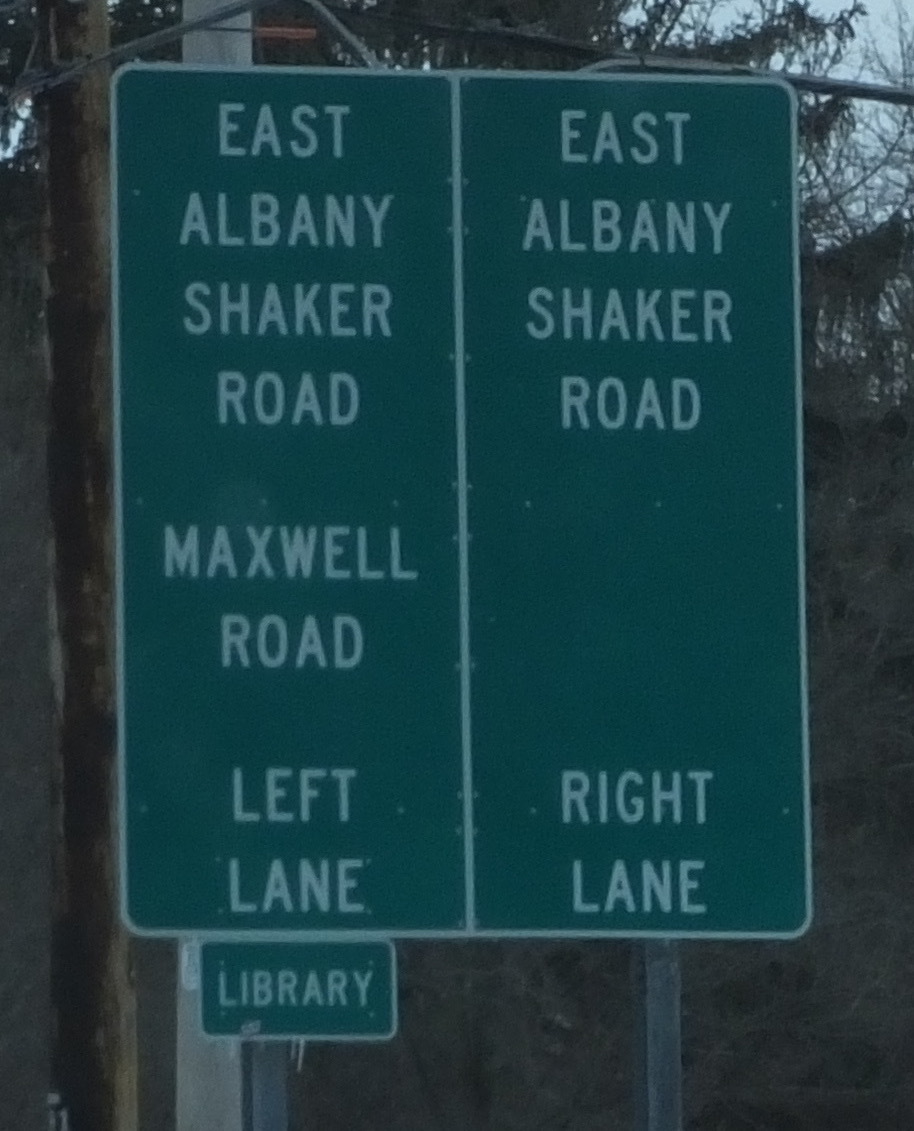 EAST
ALBANY
SHAKER
ROAD
MAXWELL
ROAD
LEFT
LANE
EAST
ALBANY
SHAKER
ROAD
RIGHT
LANE
LIBRARY